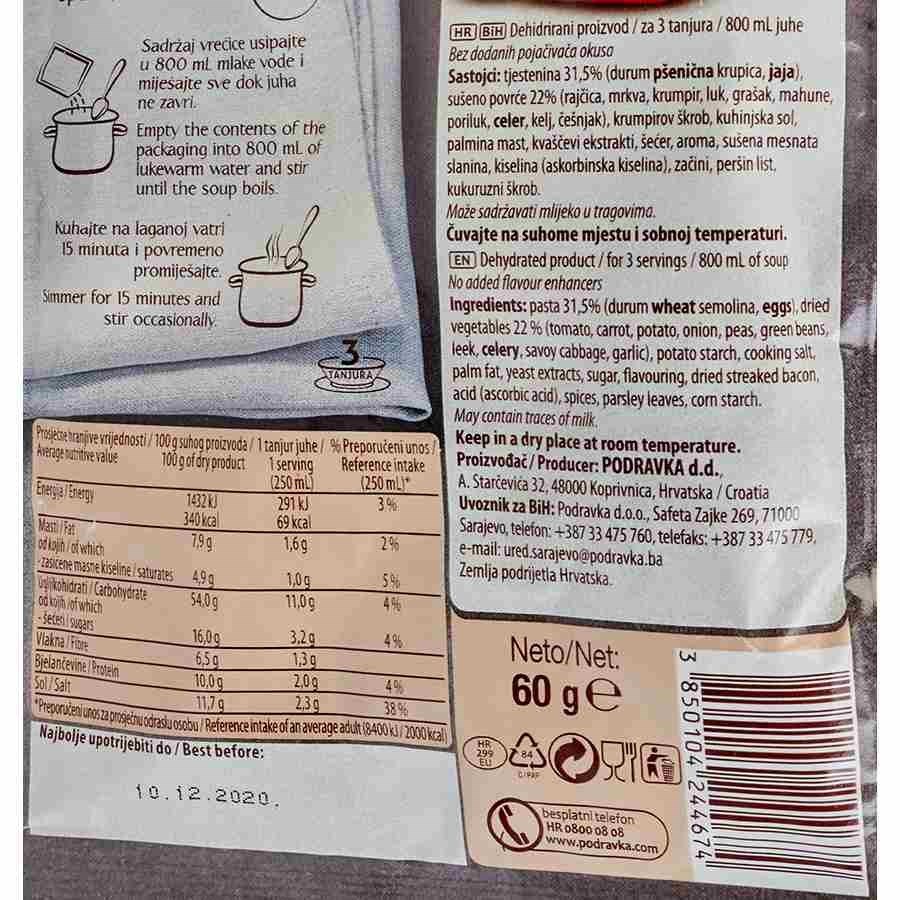 Sadržaj vrećice usipajte
u 800 mL mlake vode i
miješajte sve dok juha
ne zavri.
Empty the contents of the
packaging into 800 mL of
lukewarm water and stir
until the soup boils.
Kuhajte na laganoj vatri
15 minuta i povremeno
promiješajte.
Simmer for 15 minutes and
stir occasionally.
3
TANJURA
Prosječne hranjive vrijednosti / 100 g suhog proizvoda / 1 tanjur juhe / % Preporučeni unos /
Average nutritive value 100 g of dry product 1 serving Reference intake
(250 mL) (250 mL)*
Energija / Energy 1432 kJ 291 kJ 3 %
340 kcal 69 kcal
Masti / Fat 7,9 g 1,6 g 2 %
od kojih / of which
- zasićene masne kiseline / saturates 4,9 g 1,0 g 5 %
Ugljikohidrati / Carbohydrate 54,0 g 11,0 g 4 %
od kojih / of which
- šećeri / sugars 16,0 g 3,2 g 4 %
Vlakna / Fibre 6,5 g 1,3 g
Bjelančevine / Protein 10,0 g 2,0 g 4 %
Sol / Salt 11,7 g 2,3 g 38 %
*Preporučeni unos za prosječnu odraslu osobu / Reference intake of an average adult (8400 kJ / 2000 kcal)
Najbolje upotrijebiti do / Best before:
10.12.2020.
HR BiH Dehidrirani proizvod / za 3 tanjura / 800 mL juhe
Bez dodanih pojačivača okusa
Sastojci: tjestenina 31,5% (durum pšenična krupica, jaja),
sušeno povrće 22% (rajčica, mrkva, krumpir, luk, grašak, mahune,
poriluk, celer, kelj, češnjak), krumpirov škrob, kuhinjska sol,
palmina mast, kvaščevi ekstrakti, šećer, aroma, sušena mesnata
slanina, kiselina (askorbinska kiselina), začini, peršin list,
kukuruzni škrob.
Može sadržavati mlijeko u tragovima.
Čuvajte na suhome mjestu i sobnoj temperaturi.
EN Dehydrated product / for 3 servings / 800 mL of soup
No added flavour enhancers
Ingredients: pasta 31,5% (durum wheat semolina, eggs), dried
vegetables 22 % (tomato, carrot, potato, onion, peas, green beans,
leek, celery, savoy cabbage, garlic), potato starch, cooking salt,
palm fat, yeast extracts, sugar, flavouring, dried streaked bacon,
acid (ascorbic acid), spices, parsley leaves, corn starch.
May contain traces of milk.
Keep in a dry place at room temperature.
Proizvođač / Producer: PODRAVKA d.d.,
A. Starčevića 32, 48000 Koprivnica, Hrvatska / Croatia
Uvoznik za BiH: Podravka d.o.o., Safeta Zajke 269, 71000
Sarajevo, telefon: +387 33 475 760, telefaks: +387 33 475 779,
e-mail: ured.sarajevo@podravka.ba
Zemlja podrijetla Hrvatska.
Neto/Net:
60 g e
HR
299
EU
84
C/PAP
besplatni telefon
HR 0800 08 08
www.podravka.com
3 850104 244674